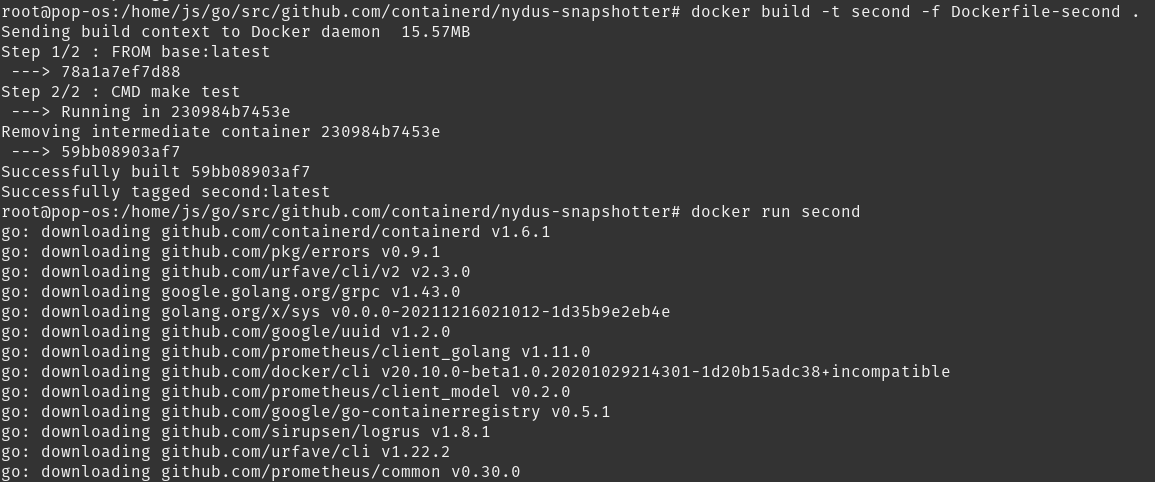 root@pop-os:/home/js/go/src/github.com/containerd/nydus-snapshotter# docker build -t second -f Dockerfile-second .
Sending build context to Docker daemon  15.57MB
Step 1/2 : FROM base:latest
 ---> 78a1a7ef7d88
Step 2/2 : CMD make test
 ---> Running in 230984b7453e
Removing intermediate container 230984b7453e
 ---> 59bb08903af7
Successfully built 59bb08903af7
Successfully tagged second:latest
root@pop-os:/home/js/go/src/github.com/containerd/nydus-snapshotter# docker run second
go: downloading github.com/containerd/containerd v1.6.1
go: downloading github.com/pkg/errors v0.9.1
go: downloading github.com/urfave/cli/v2 v2.3.0
go: downloading google.golang.org/grpc v1.43.0
go: downloading golang.org/x/sys v0.0.0-20211216021012-1d35b9e2eb4e
go: downloading github.com/google/uuid v1.2.0
go: downloading github.com/prometheus/client_golang v1.11.0
go: downloading github.com/docker/cli v20.10.0-beta1.0.20201029214301-1d20b15adc38+incompatible
go: downloading github.com/prometheus/client_model v0.2.0
go: downloading github.com/google/go-containerregistry v0.5.1
go: downloading github.com/sirupsen/logrus v1.8.1
go: downloading github.com/urfave/cli v1.22.2
go: downloading github.com/prometheus/common v0.30.0